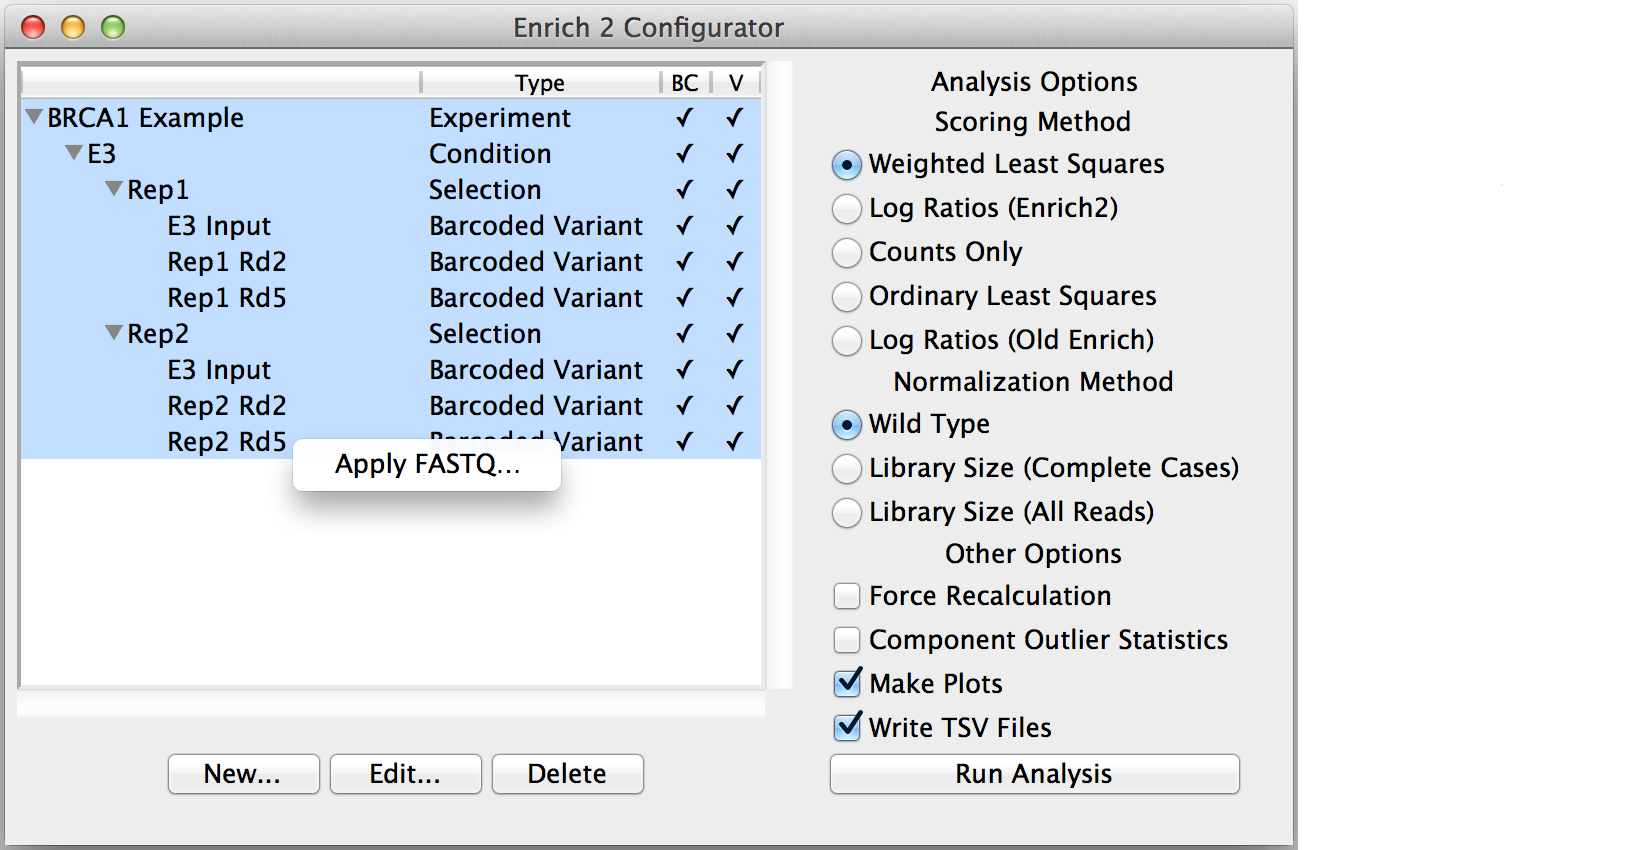 Enrich 2 Configurator
Type BC V
BRCA1 Example Experiment ✓ ✓
E3 Condition ✓ ✓
Rep1 Selection ✓ ✓
E3 Input Barcoded Variant ✓ ✓
Rep1 Rd2 Barcoded Variant ✓ ✓
Rep1 Rd5 Barcoded Variant ✓ ✓
Rep2 Selection ✓ ✓
E3 Input Barcoded Variant ✓ ✓
Rep2 Rd2 Barcoded Variant ✓ ✓
Rep2 Rd5 Barcoded Variant ✓ ✓
Apply FASTQ...
New... Edit... Delete
Analysis Options
Scoring Method
Weighted Least Squares
Log Ratios (Enrich2)
Counts Only
Ordinary Least Squares
Log Ratios (Old Enrich)
Normalization Method
Wild Type
Library Size (Complete Cases)
Library Size (All Reads)
Other Options
Force Recalculation
Component Outlier Statistics
Make Plots
Write TSV Files
Run Analysis